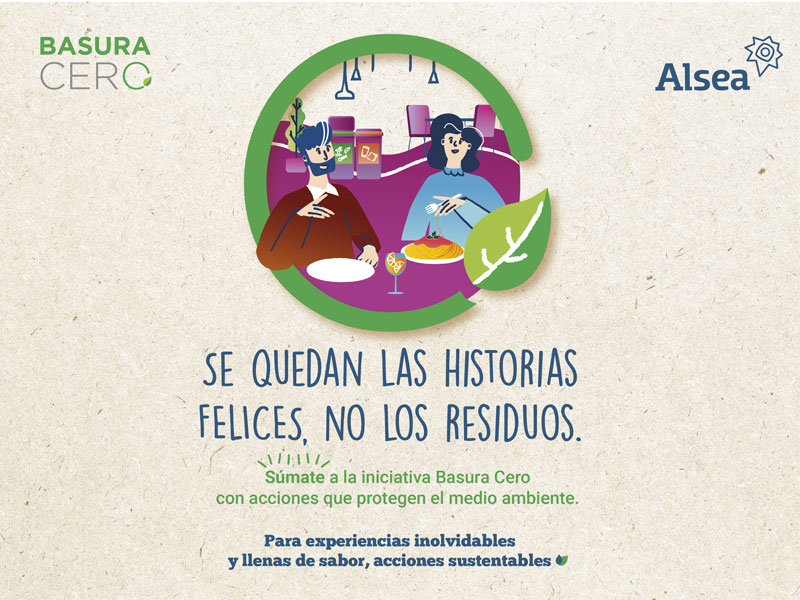 BASURA
CERO
Alsea
SE QUEDAN LAS HISTORIAS
FELICES, NO LOS RESIDUOS.
Súmate a la iniciativa Basura Cero
con acciones que protegen el medio ambiente.
Para experiencias inolvidables
y llenas de sabor, acciones sustentables